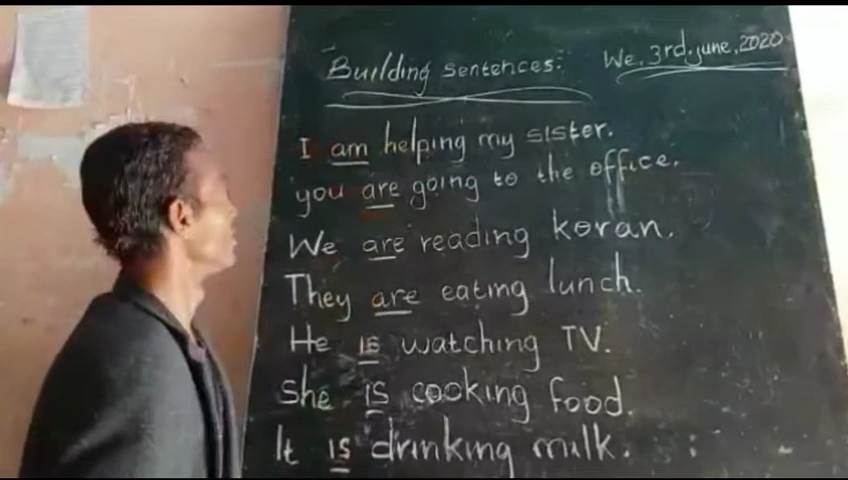 Building sentences:
We, 3rd.june, 2020
I am helping my sister.
you are going to the office.
We are reading koran.
They are eating lunch.
He is watching TV.
she is cooking food.
It is drinking milk.